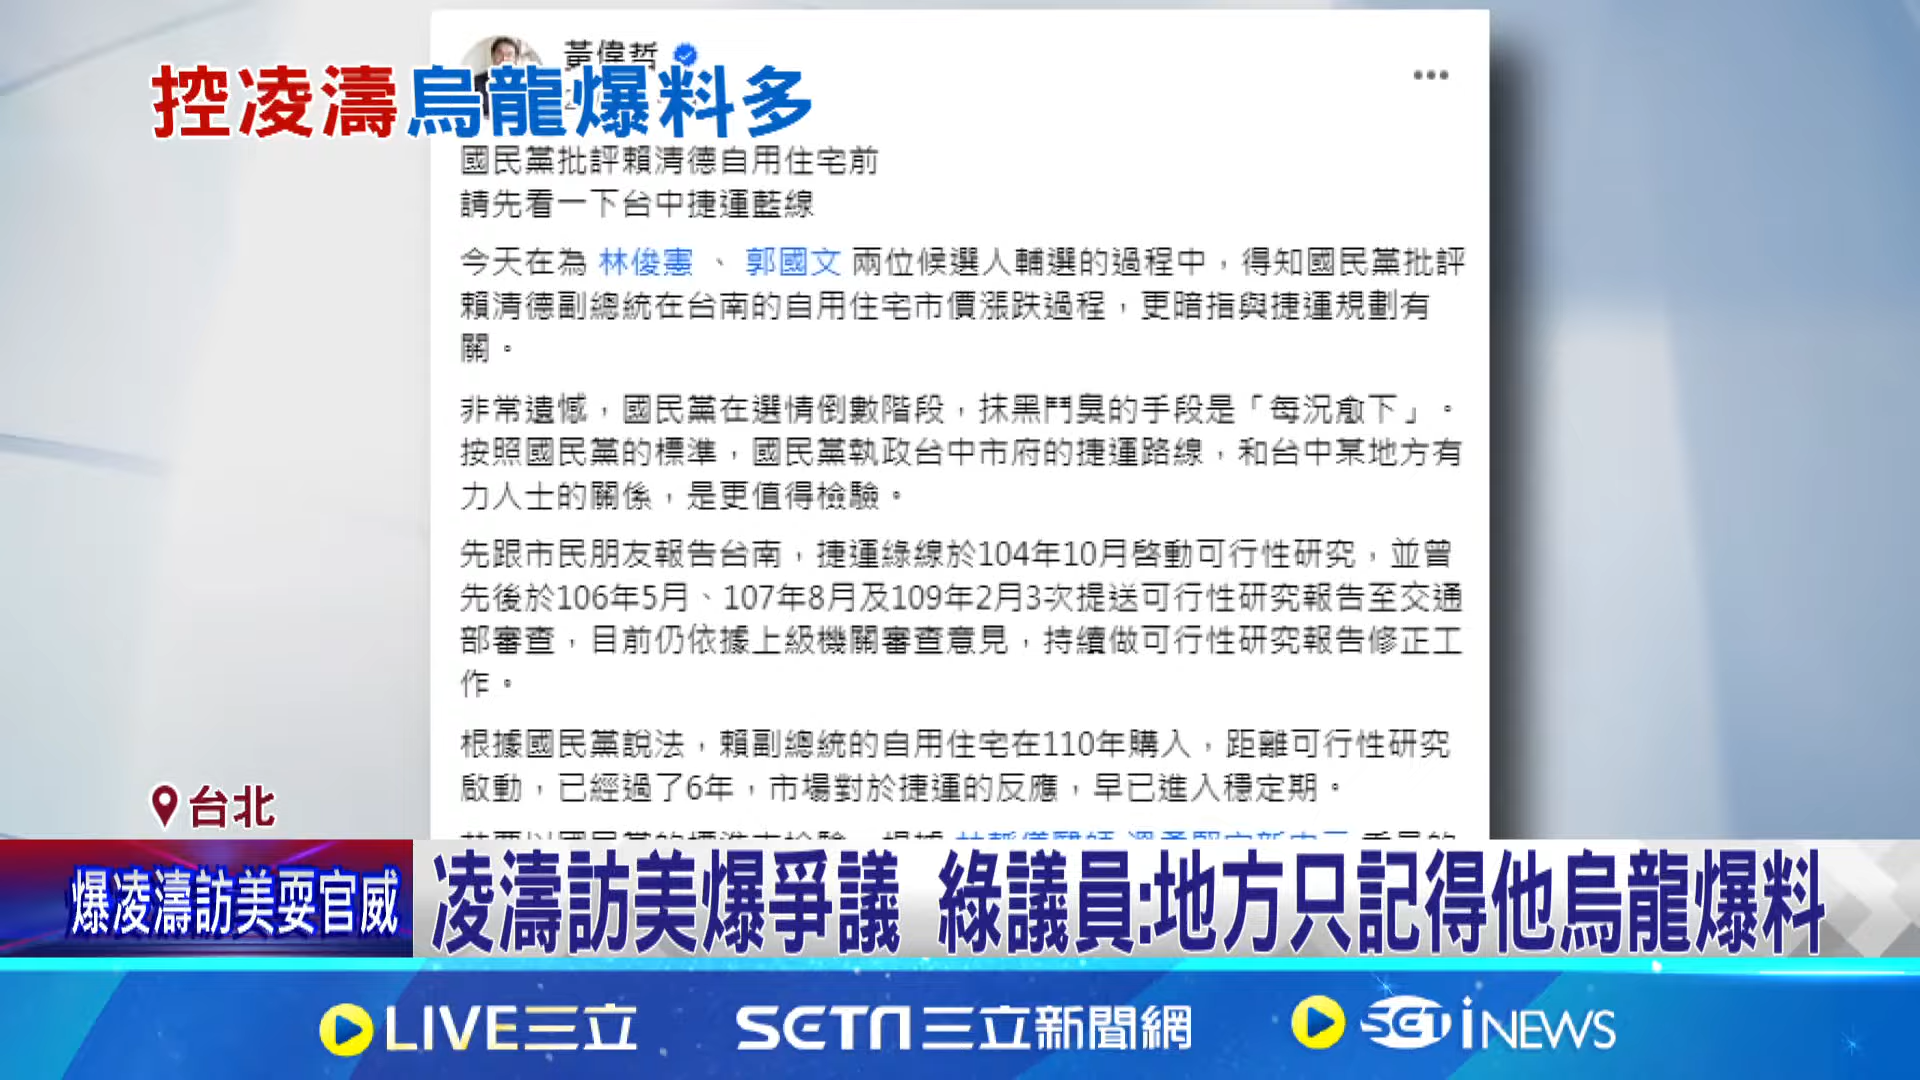 黃偉哲
控凌濤烏龍爆料多
國民黨批評賴清德自用住宅前
請先看一下台中捷運藍線
今天在為 林俊憲 、 郭國文 兩位候選人輔選的過程中，得知國民黨批評
賴清德副總統在台南的自用住宅市價漲跌過程，更暗指與捷運規劃有
關。
非常遺憾，國民黨在選情倒數階段，抹黑鬥臭的手段是「每況愈下」。
按照國民黨的標準，國民黨執政台中市府的捷運路線，和台中某地方有
力人士的關係，是更值得檢驗。
先跟市民朋友報告台南，捷運綠線於104年10月啓動可行性研究，並曾
先後於106年5月、107年8月及109年2月3次提送可行性研究報告至交通
部審查，目前仍依據上級機關審查意見，持續做可行性研究報告修正工
作。
根據國民黨說法，賴副總統的自用住宅在110年購入，距離可行性研究
啟動，已經過了6年，市場對於捷運的反應，早已進入穩定期。
台北
爆凌濤訪美耍官威
凌濤訪美爆爭議 綠議員:地方只記得他烏龍爆料
LIVE三立
SETN三立新聞網
SET iNEWS